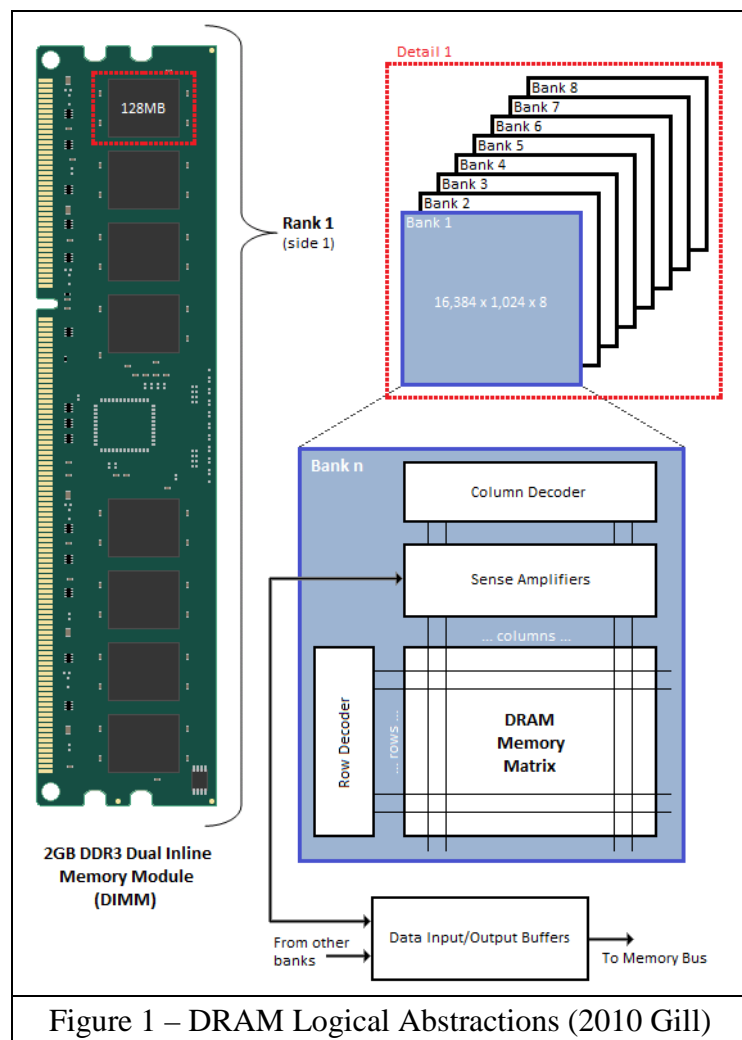 128MB
Rank 1
(side 1)
2GB DDR3 Dual Inline
Memory Module
(DIMM)
Detail 1
Bank 8
Bank 7
Bank 6
Bank 5
Bank 4
Bank 3
Bank 2
Bank 1
16,384 x 1,024 x 8
Bank n
Column Decoder
Sense Amplifiers
... columns ...
Row Decoder
... rows ...
DRAM
Memory
Matrix
From other
banks
Data Input/Output Buffers
To Memory Bus
Figure 1 – DRAM Logical Abstractions (2010 Gill)